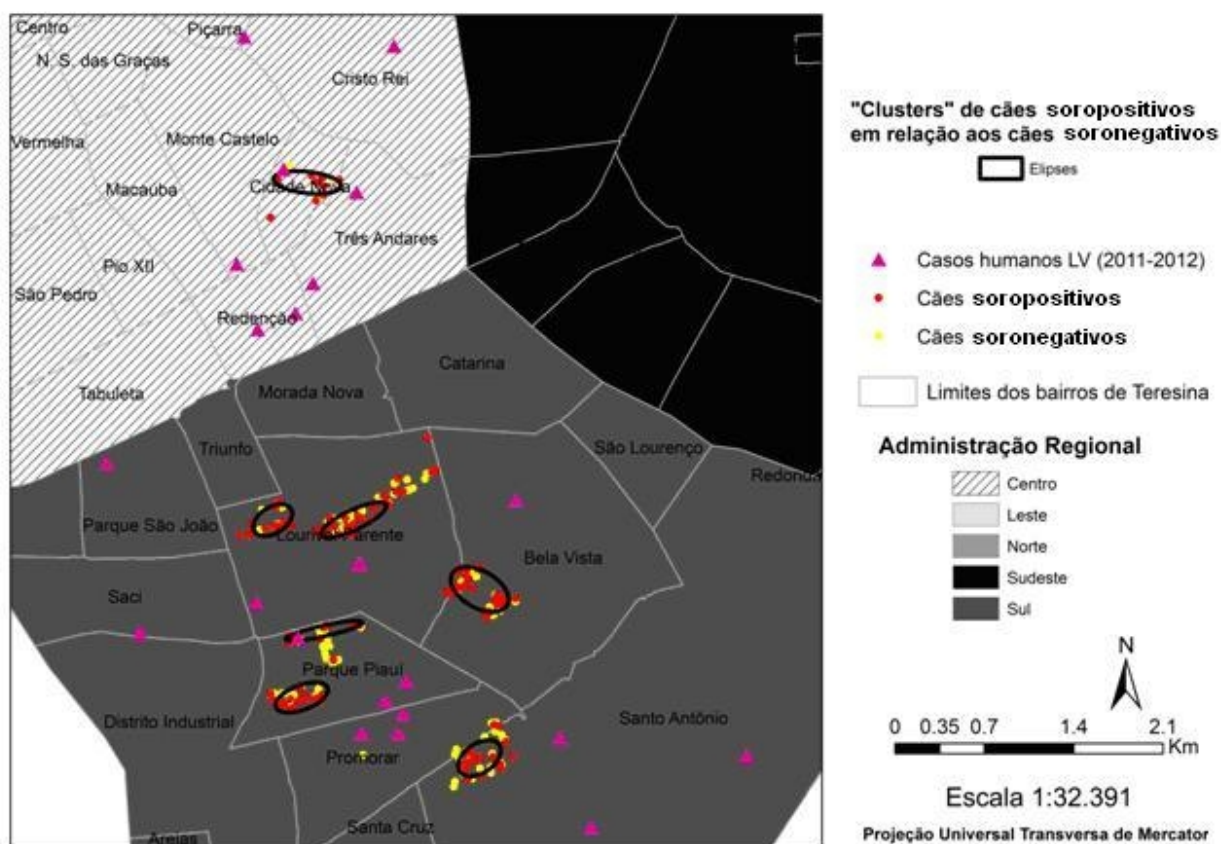 Centro
Piçarra
N. S. das Graças
Cristo Rei
Vermelha
Monte Castelo
Macauba
Cidade Nova
Três Andares
Pio XII
São Pedro
Redenção
Tabuleta
Catarina
Morada Nova
Triunfo
São Lourenço
Redonda
Parque São João
Lourival Parente
Bela Vista
Saci
Parque Piauí
Distrito Industrial
Santo Antônio
Promorar
Santa Cruz
Areias
"Clusters" de cães soropositivos
em relação aos cães soronegativos
Elipses
Casos humanos LV (2011-2012)
Cães soropositivos
Cães soronegativos
Limites dos bairros de Teresina
Administração Regional
Centro
Leste
Norte
Sudeste
Sul
N
0 0.35 0.7 1.4 2.1
Km
Escala 1:32.391
Projeção Universal Transversa de Mercator